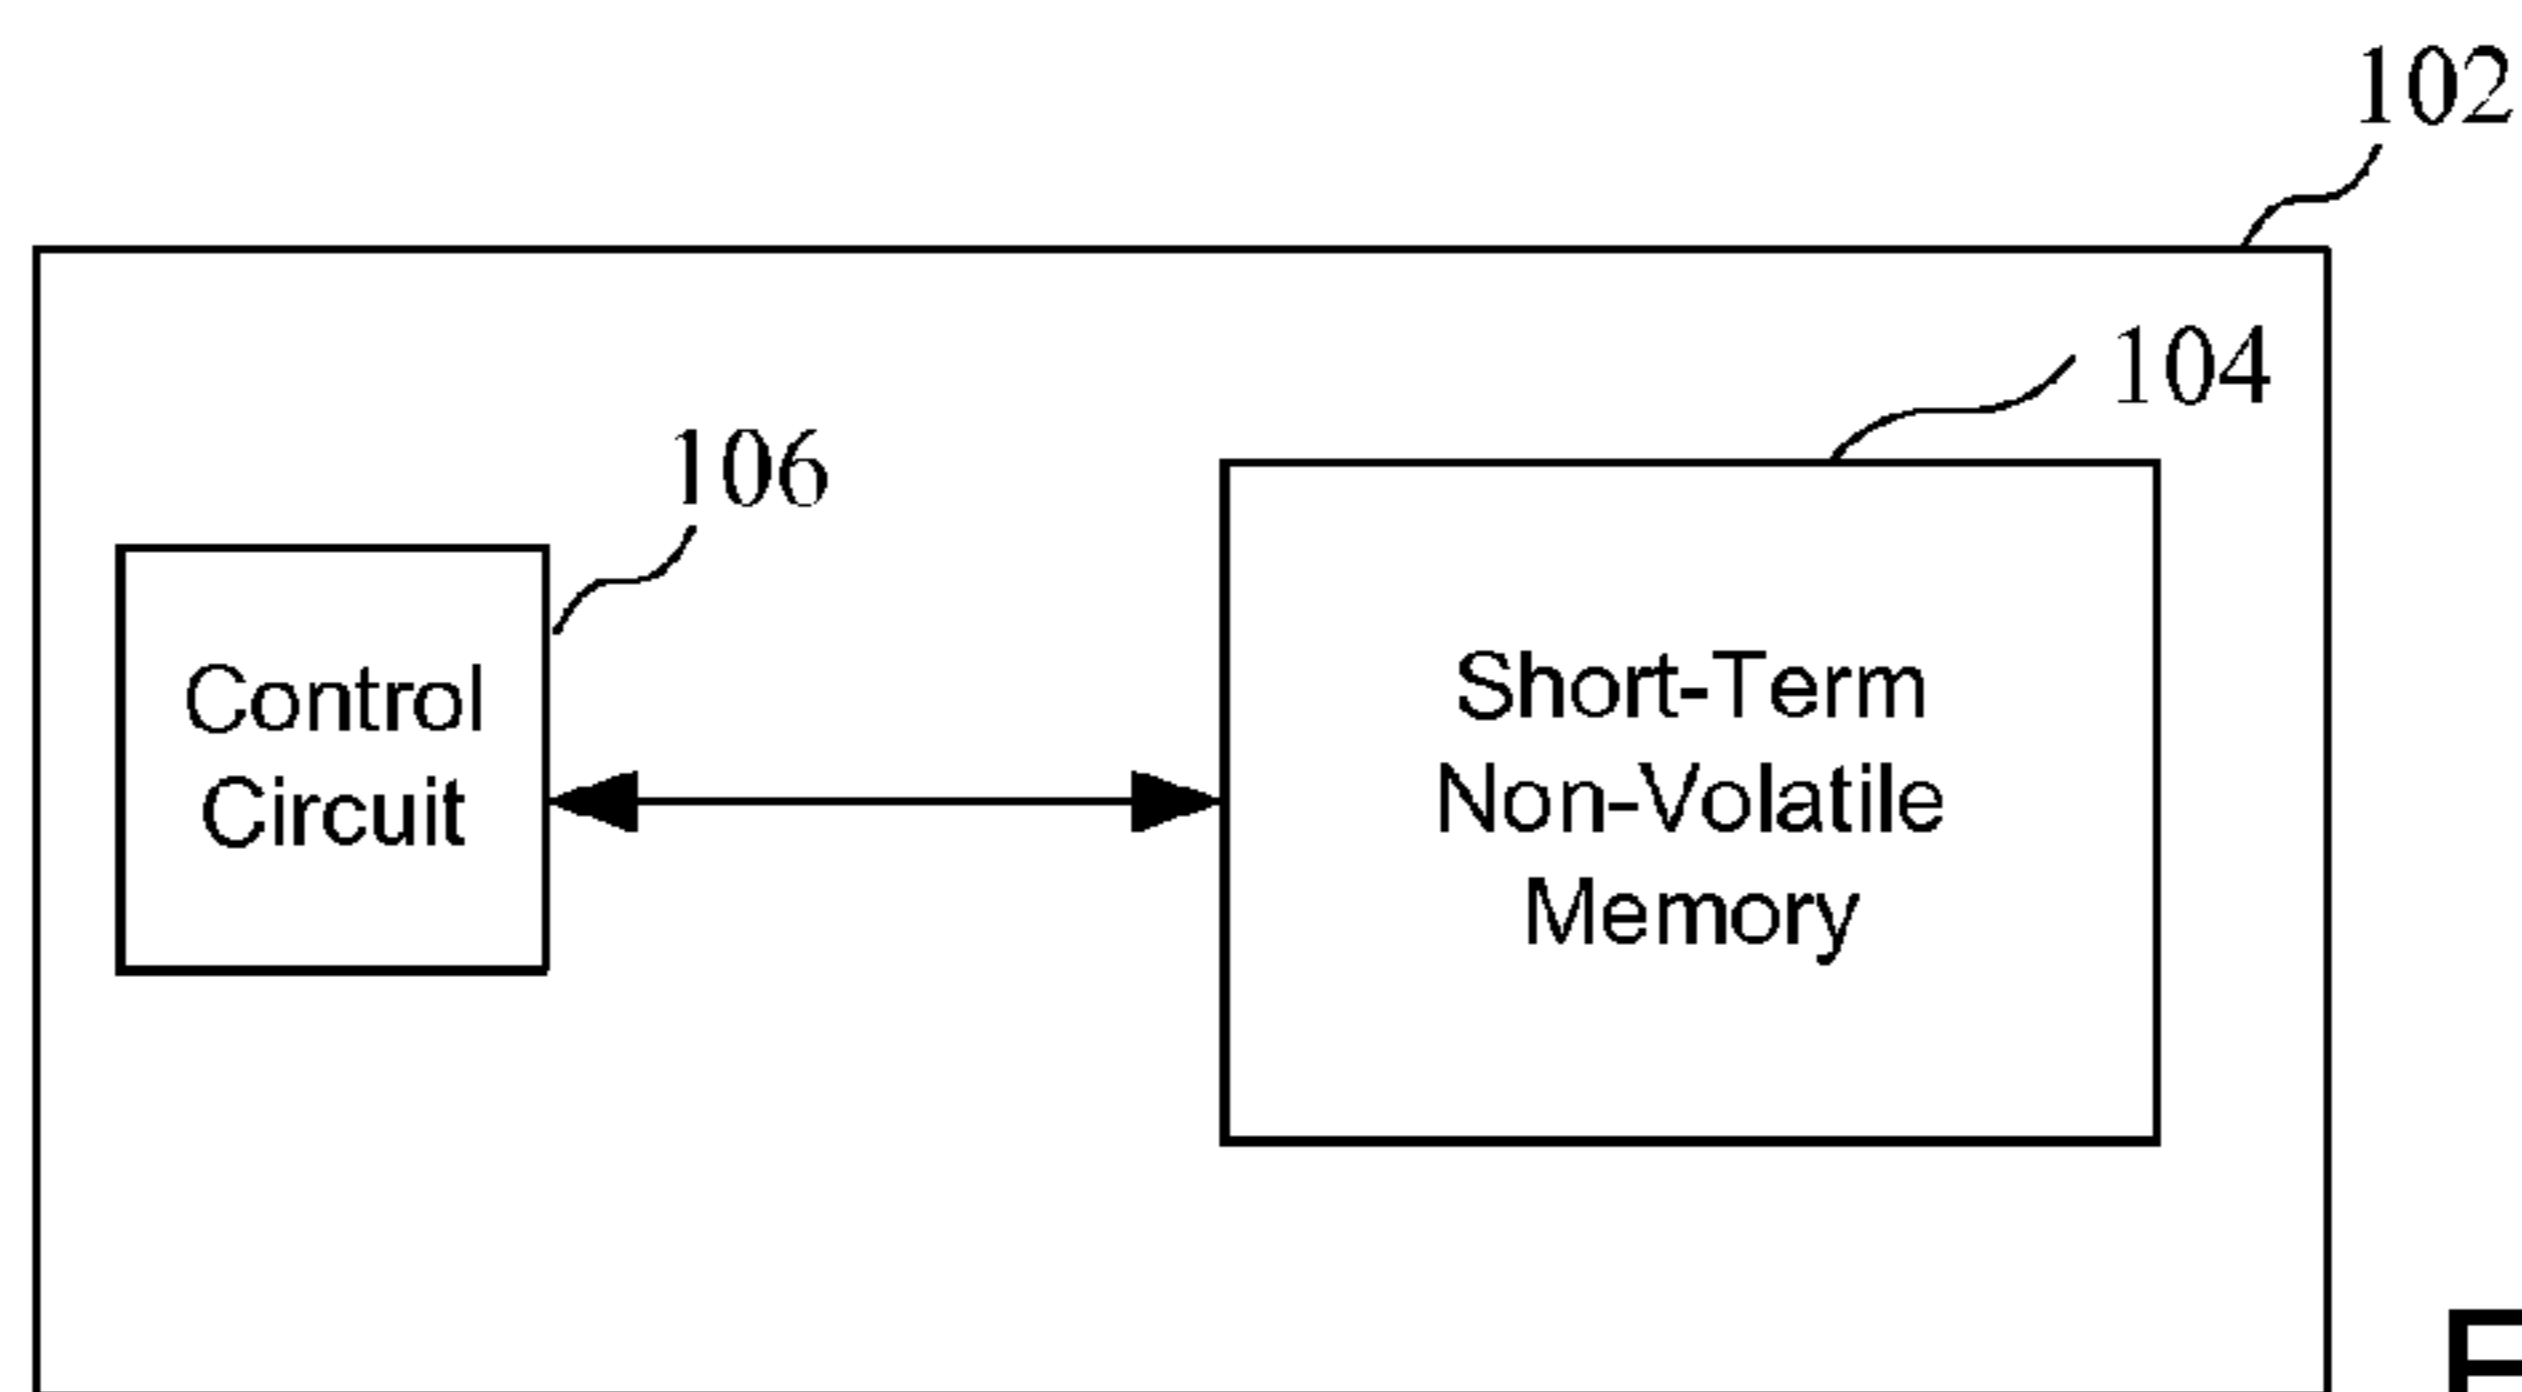 102
104
106
Control
Circuit
Short-Term
Non-Volatile
Memory